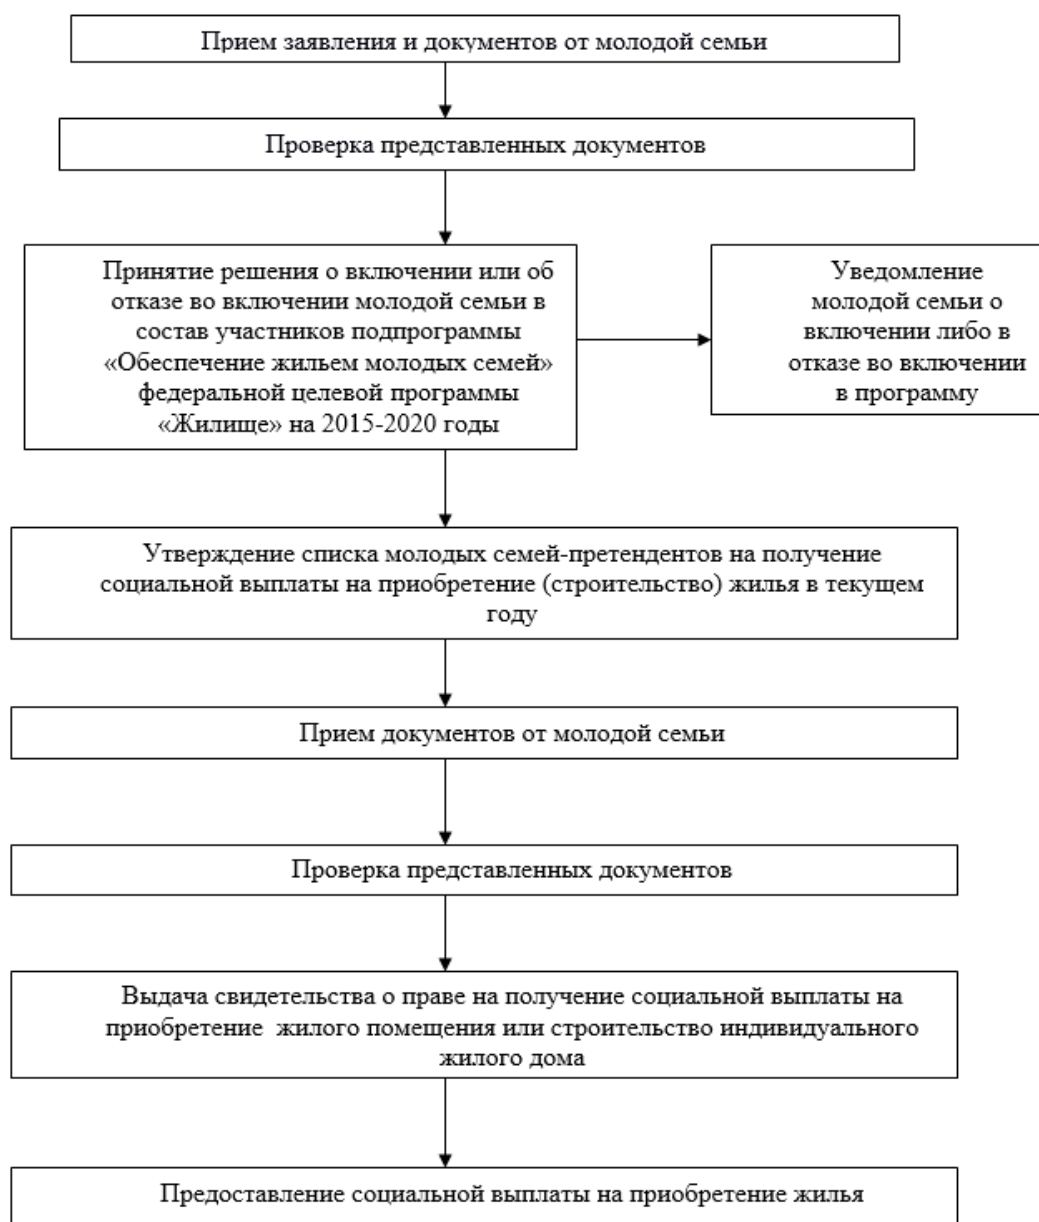 Прием заявления и документов от молодой семьи
Проверка представленных документов
Принятие решения о включении или об
отказе во включении молодой семьи в
состав участников подпрограммы
«Обеспечение жильем молодых семей»
федеральной целевой программы
«Жилище» на 2015-2020 годы
Уведомление
молодой семьи о
включении либо в
отказе во включении
в программу
Утверждение списка молодых семей-претендентов на получение
социальной выплаты на приобретение (строительство) жилья в текущем
году
Прием документов от молодой семьи
Проверка представленных документов
Выдача свидетельства о праве на получение социальной выплаты на
приобретение жилого помещения или строительство индивидуального
жилого дома
Предоставление социальной выплаты на приобретение жилья